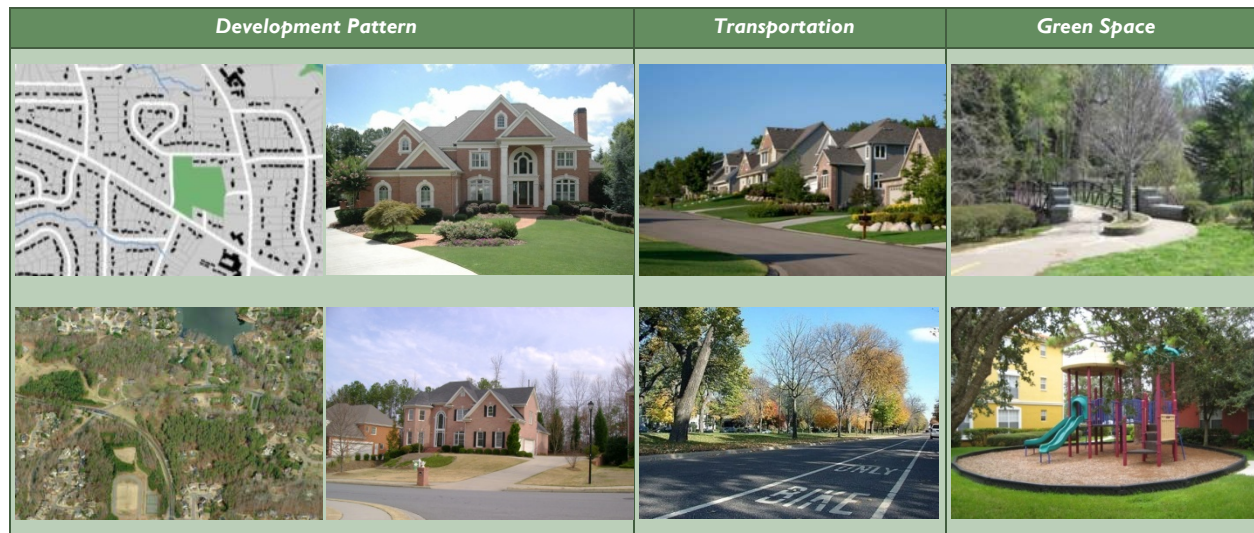 Development Pattern
Transportation
Green Space
ONLY
BIKE